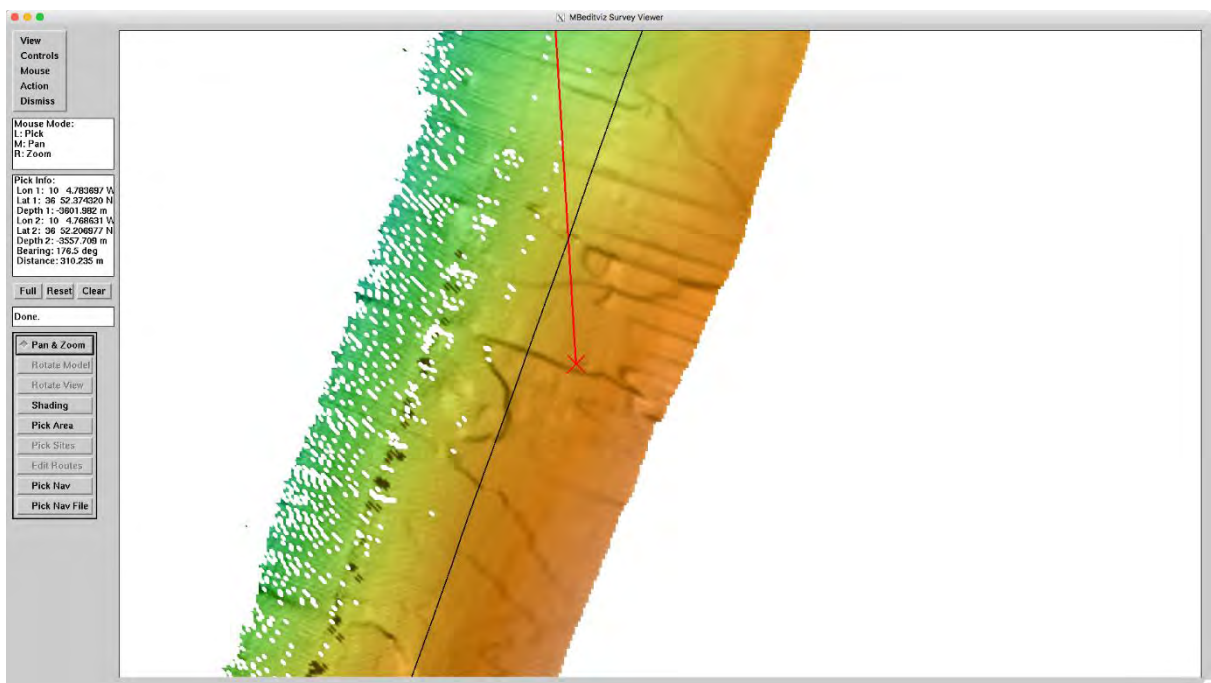 MBeditviz Survey Viewer
View
Controls
Mouse
Action
Dismiss
Mouse Mode:
L: Pick
M: Pan
R: Zoom
Pick Info:
Lon 1: 10 4.783697 W
Lat 1: 36 52.374320 N
Depth 1: -3601.982 m
Lon 2: 10 4.768631 W
Lat 2: 36 52.206977 N
Depth 2: -3557.709 m
Bearing: 176.5 deg
Distance: 310.235 m
Full Reset Clear
Done.
Pan & Zoom
Rotate Model
Rotate View
Shading
Pick Area
Pick Sites
Edit Routes
Pick Nav
Pick Nav File